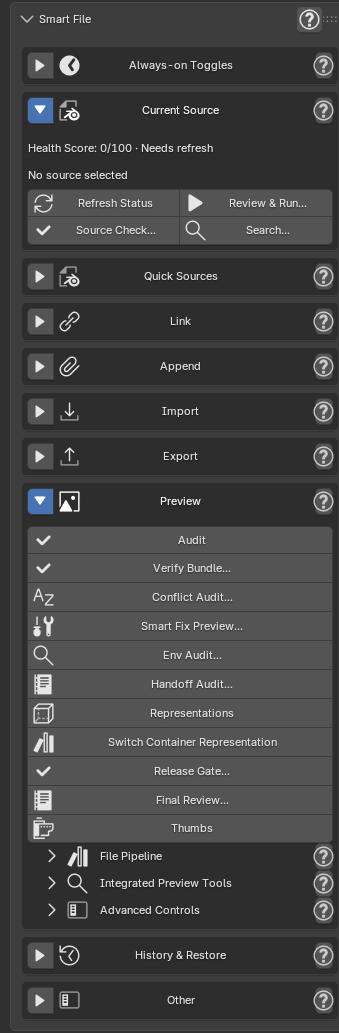 Smart File
Always-on Toggles
Current Source
Health Score: 0/100 · Needs refresh
No source selected
Refresh Status
Review & Run...
Source Check...
Search...
Quick Sources
Link
Append
Import
Export
Preview
Audit
Verify Bundle...
Conflict Audit...
Smart Fix Preview...
Env Audit...
Handoff Audit...
Representations
Switch Container Representation
Release Gate...
Final Review...
Thumbs
File Pipeline
Integrated Preview Tools
Advanced Controls
History & Restore
Other